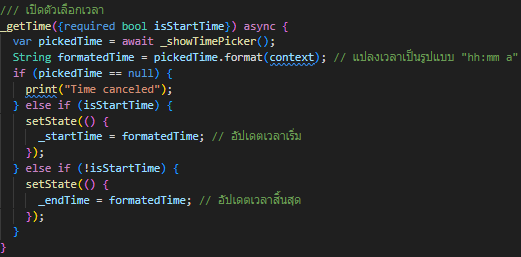 /// เปิดตัวเลือกเวลา
_getTime({required bool isStartTime}) async {
  var pickedTime = await _showTimePicker();
  String formatedTime = pickedTime.format(context); // แปลงเวลาเป็นรูปแบบ "hh:mm a"
  if (pickedTime == null) {
    print("Time canceled");
  } else if (isStartTime) {
    setState(() {
      _startTime = formatedTime; // อัปเดตเวลาเริ่ม
    });
  } else if (!isStartTime) {
    setState(() {
      _endTime = formatedTime; // อัปเดตเวลาสิ้นสุด
    });
  }
}